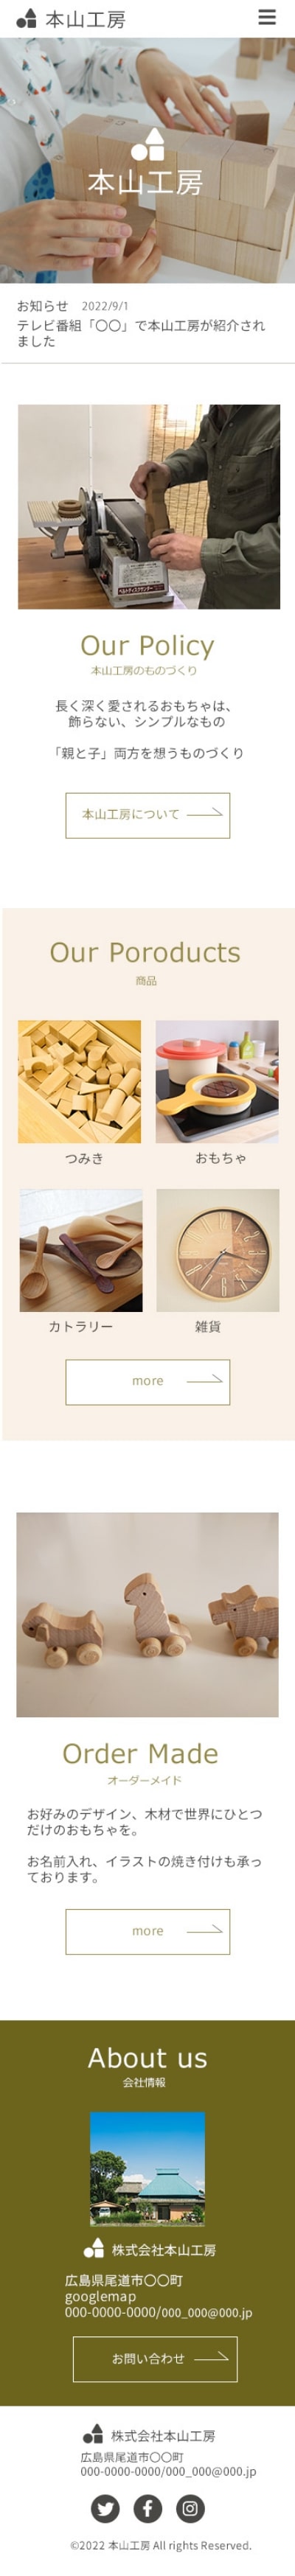 本山工房
本山工房
お知らせ 2022/9/1
テレビ番組「〇〇」で本山工房が紹介され
ました
ベルトディスクサンダー
Our Policy
本山工房のものづくり
長く深く愛されるおもちゃは、
飾らない、シンプルなもの
「親と子」両方を想うものづくり
本山工房について
Our Poroducts
商品
つみき
おもちゃ
カトラリー
雑貨
more
Order Made
オーダーメイド
お好みのデザイン、木材で世界にひとつ
だけのおもちゃを。
お名前入れ、イラストの焼き付けも承っ
ております。
more
About us
会社情報
株式会社本山工房
広島県尾道市〇〇町
googlemap
000-0000-0000/000_000@000.jp
お問い合わせ
株式会社本山工房
広島県尾道市〇〇町
000-0000-0000/000_000@000.jp
©2022 本山工房 All rights Reserved.